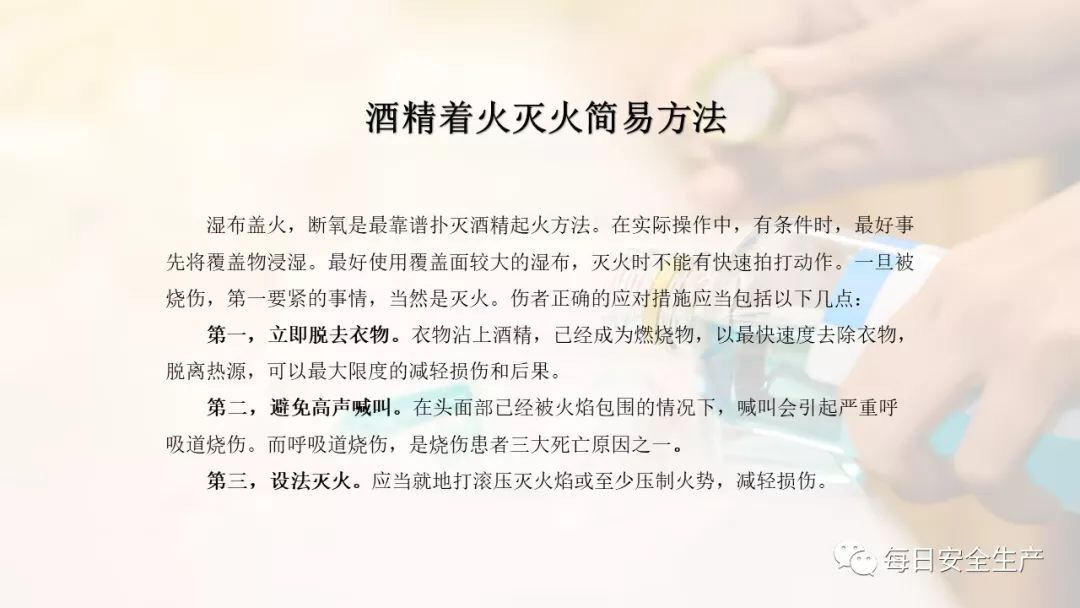 酒精着火灭火简易方法
湿布盖火，断氧是最靠谱扑灭酒精起火方法。在实际操作中，有条件时，最好事
先将覆盖物浸湿。最好使用覆盖面较大的湿布，灭火时不能有快速拍打动作。一旦被
烧伤，第一要紧的事情，当然是灭火。伤者正确的应对措施应当包括以下几点：
第一，立即脱去衣物。衣物沾上酒精，已经成为燃烧物，以最快速度去除衣物，
脱离热源，可以最大限度的减轻损伤和后果。
第二，避免高声喊叫。在头面部已经被火焰包围的情况下，喊叫会引起严重呼
吸道烧伤。而呼吸道烧伤，是烧伤患者三大死亡原因之一。
第三，设法灭火。应当就地打滚压灭火焰或至少压制火势，减轻损伤。
每日安全生产